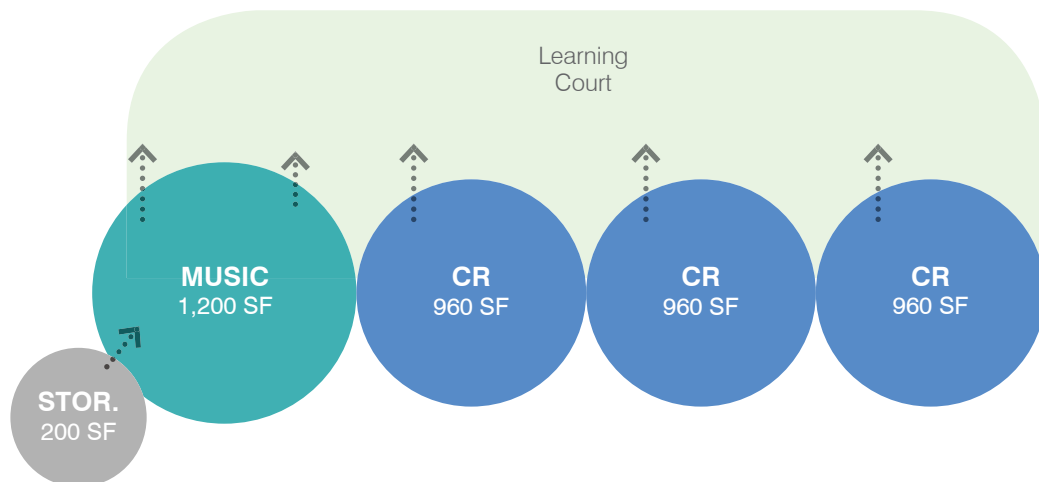 Learning
Court
MUSIC
1,200 SF
CR
960 SF
CR
960 SF
CR
960 SF
STOR.
200 SF